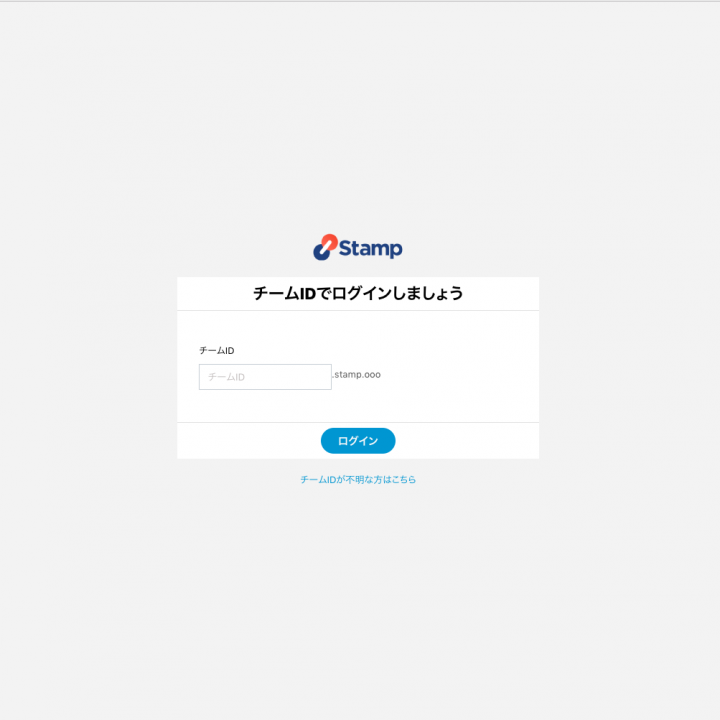 Stamp
チームIDでログインしましょう
チームID
チームID .stamp.ooo
ログイン
チームIDが不明な方はこちら